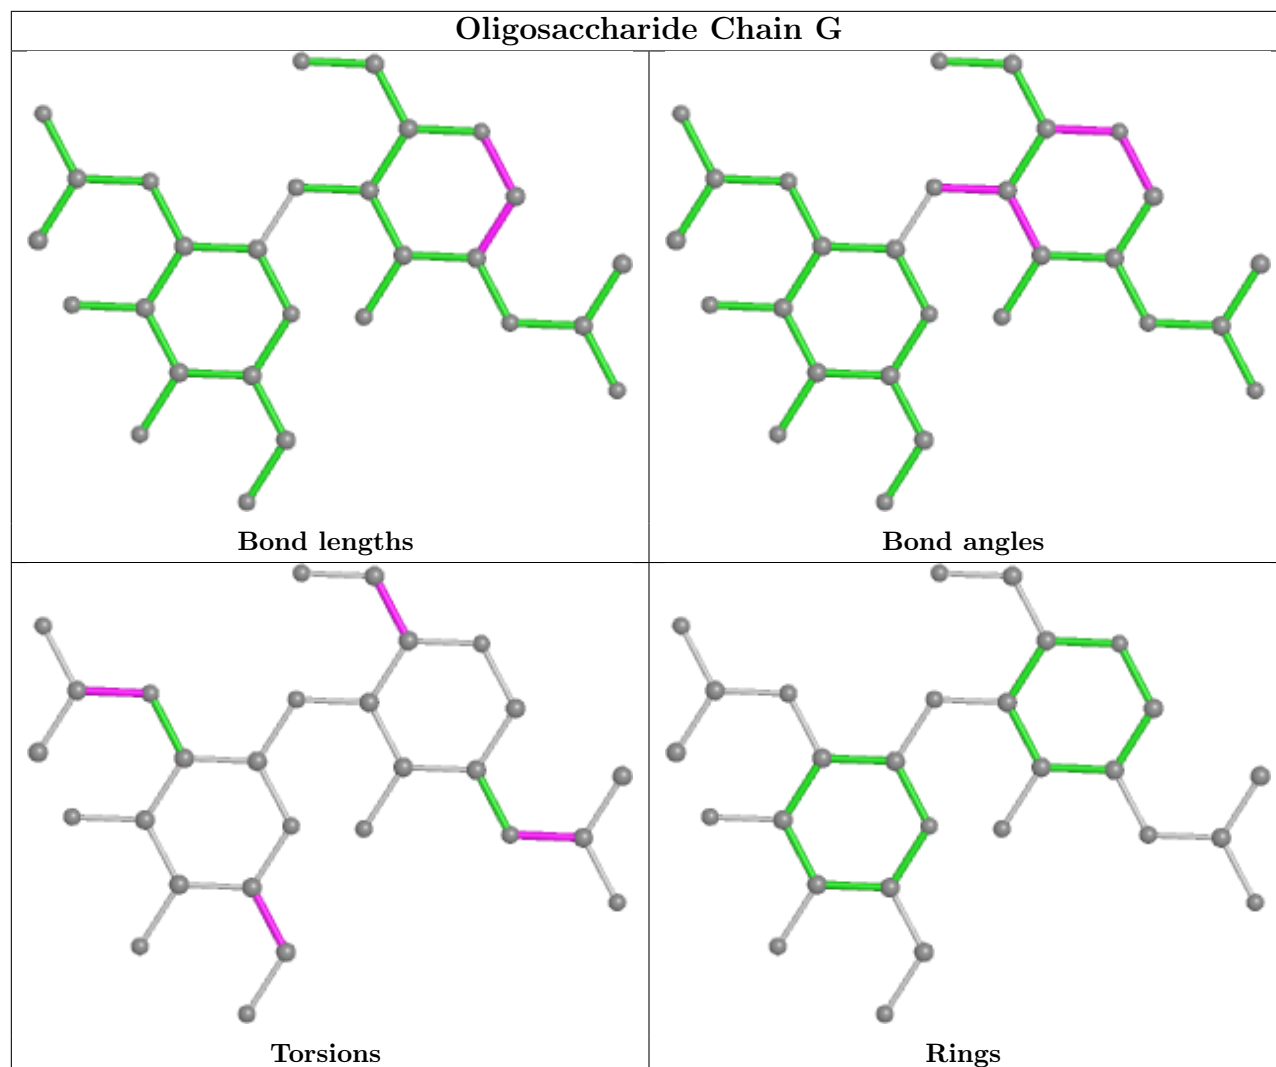 Oligosaccharide Chain G
Bond lengths
Bond angles
Torsions
Rings